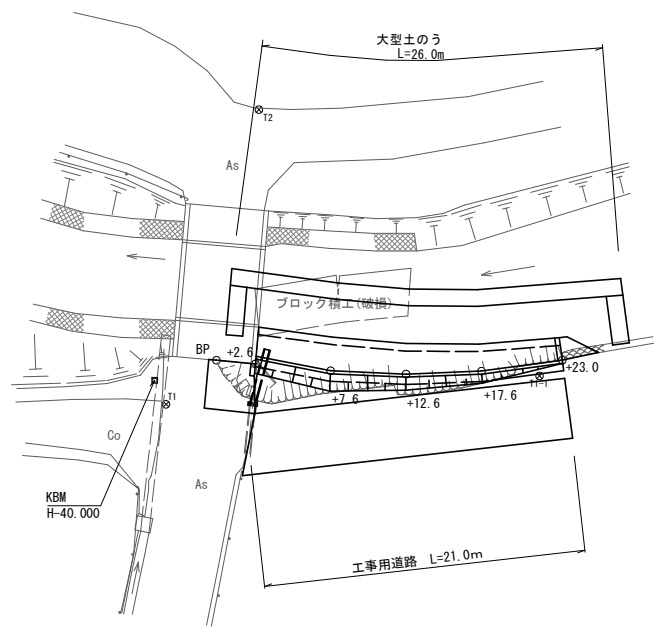 大型土のう
L=26.0m
T2
As
ブロック積工(破損)
BP
+2.6
+23.0
+7.6
+12.6
+17.6
T1-1
T1
Co
As
KBM
H-40.000
工事用道路 L=21.0m